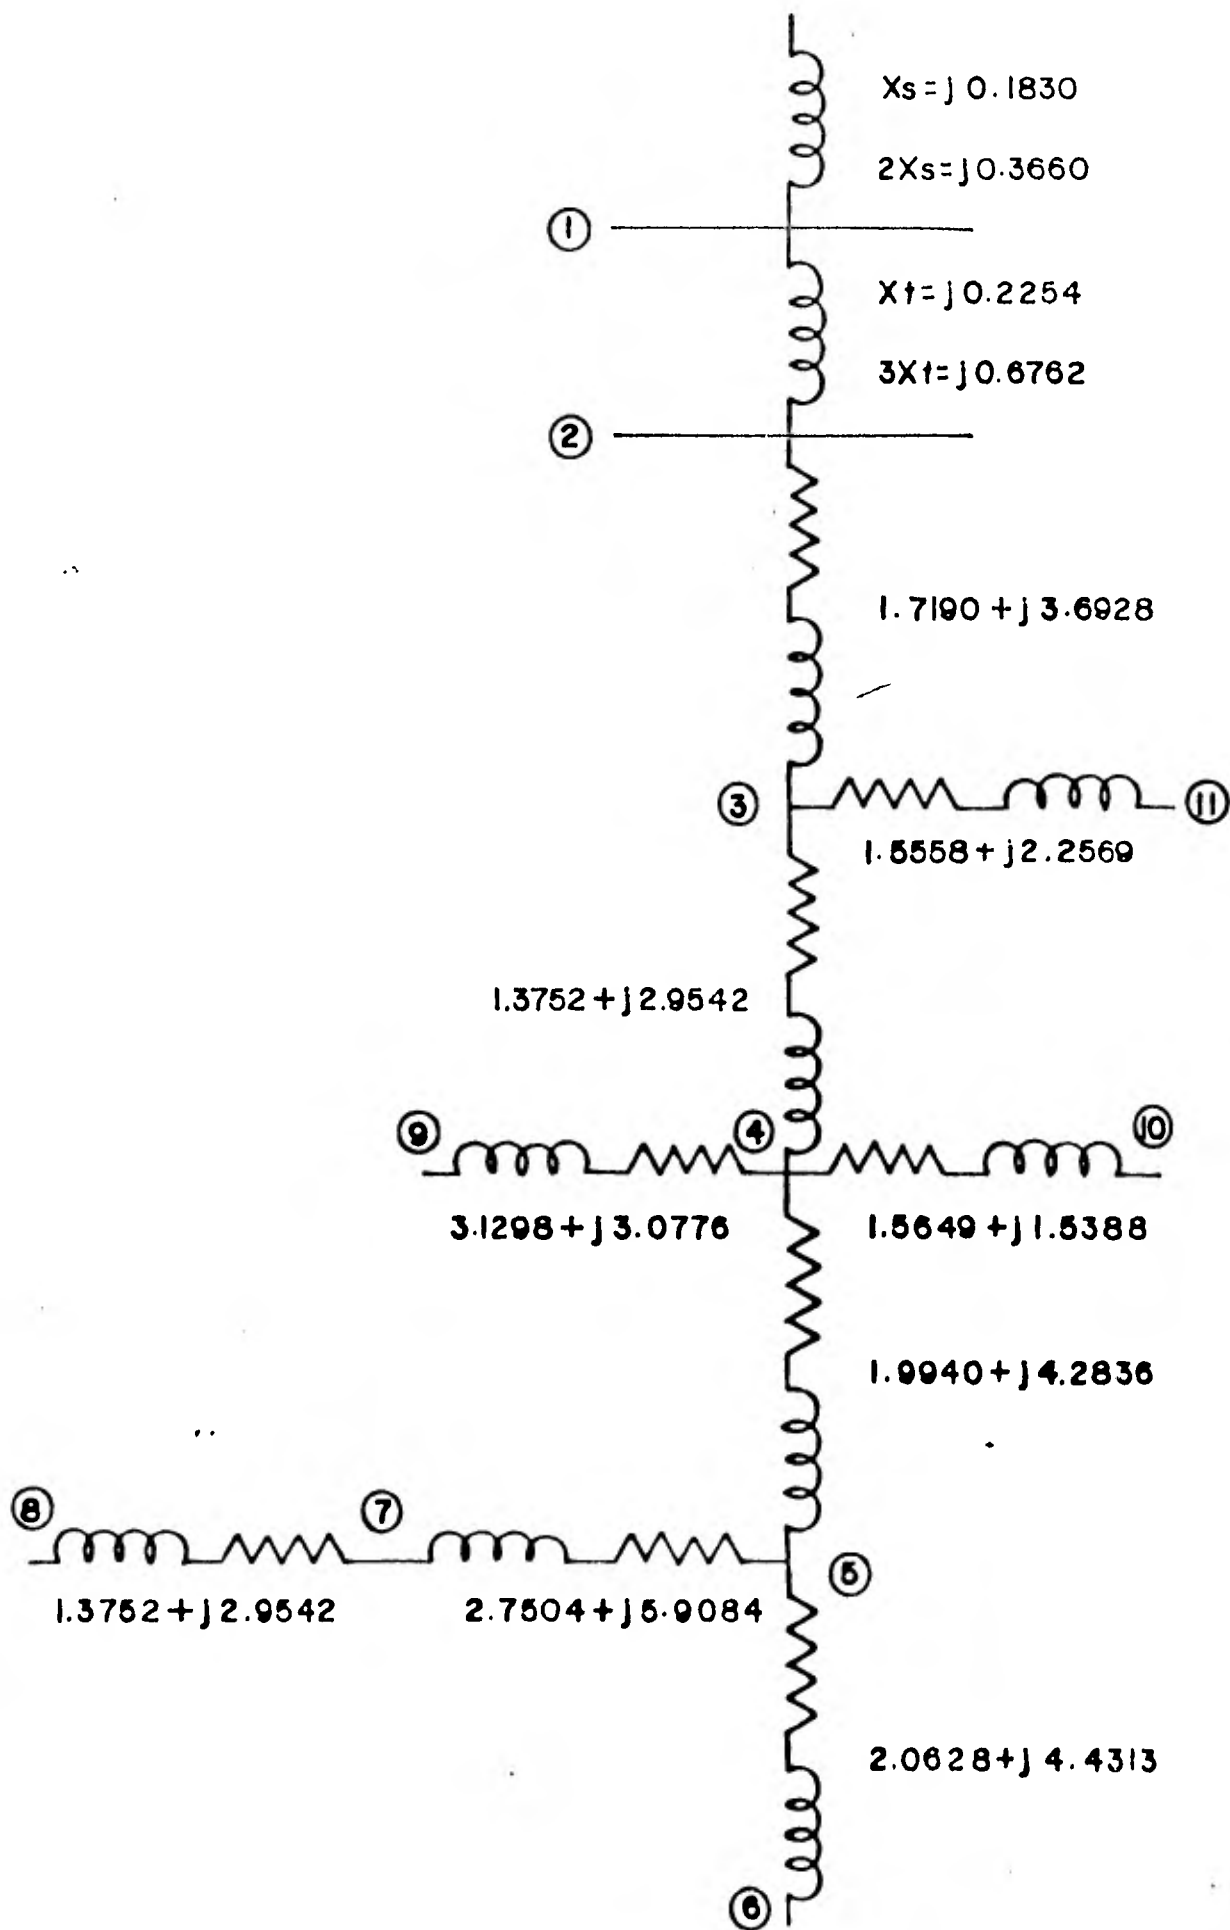 Xs = j 0.1830
2Xs = j 0.3660
1
Xt = j 0.2254
3Xt = j 0.6762
2
1.7190 + j 3.6928
3
11
1.5558 + j 2.2569
1.3752 + j 2.9542
9
4
10
3.1298 + j 3.0776
1.5649 + j 1.5388
1.9940 + j 4.2836
8
7
5
1.3752 + j 2.9542
2.7504 + j 5.9084
2.0628 + j 4.4313
6